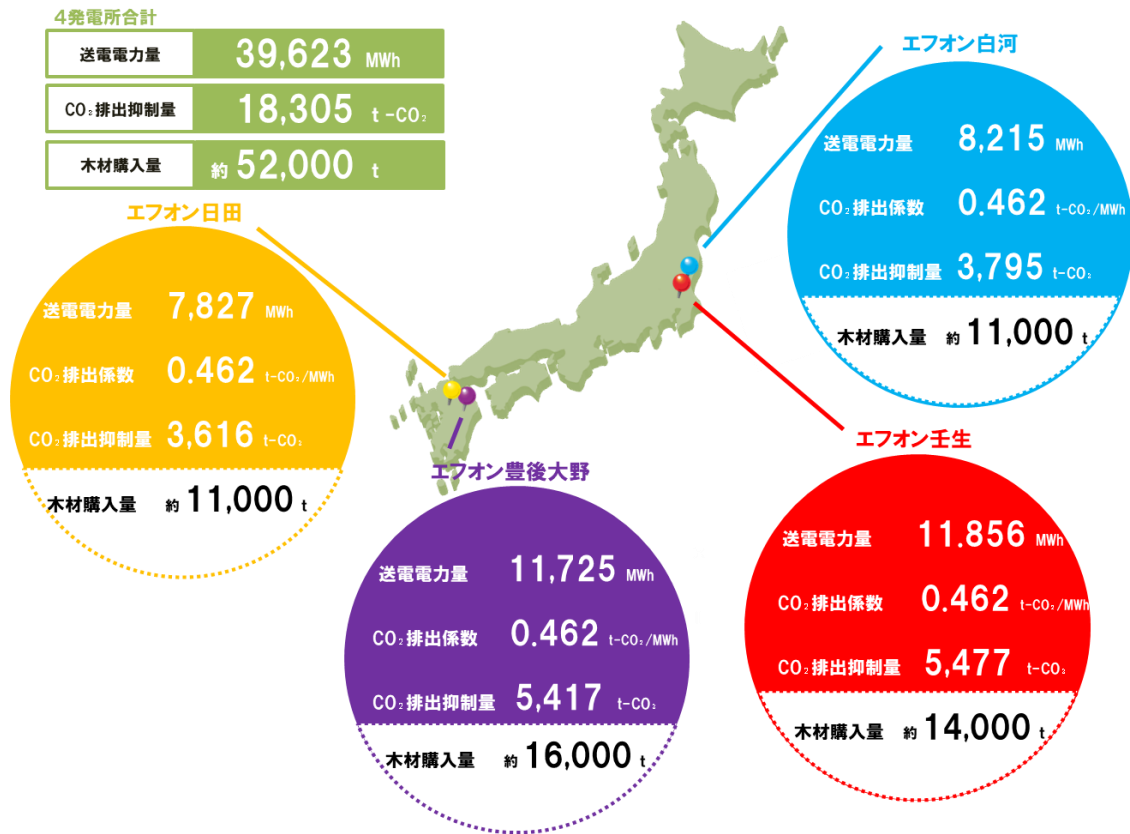 4発電所合計
送電電力量 39,623 MWh
CO₂排出抑制量 18,305 t-CO₂
木材購入量 約 52,000 t
エフオン白河
送電電力量 8,215 MWh
CO₂排出係数 0.462 t-CO₂/MWh
CO₂排出抑制量 3,795 t-CO₂
木材購入量 約 11,000 t
エフオン日田
送電電力量 7,827 MWh
CO₂排出係数 0.462 t-CO₂/MWh
CO₂排出抑制量 3,616 t-CO₂
木材購入量 約 11,000 t
エフオン豊後大野
送電電力量 11,725 MWh
CO₂排出係数 0.462 t-CO₂/MWh
CO₂排出抑制量 5,417 t-CO₂
木材購入量 約 16,000 t
エフオン壬生
送電電力量 11.856 MWh
CO₂排出係数 0.462 t-CO₂/MWh
CO₂排出抑制量 5,477 t-CO₂
木材購入量 約 14,000 t